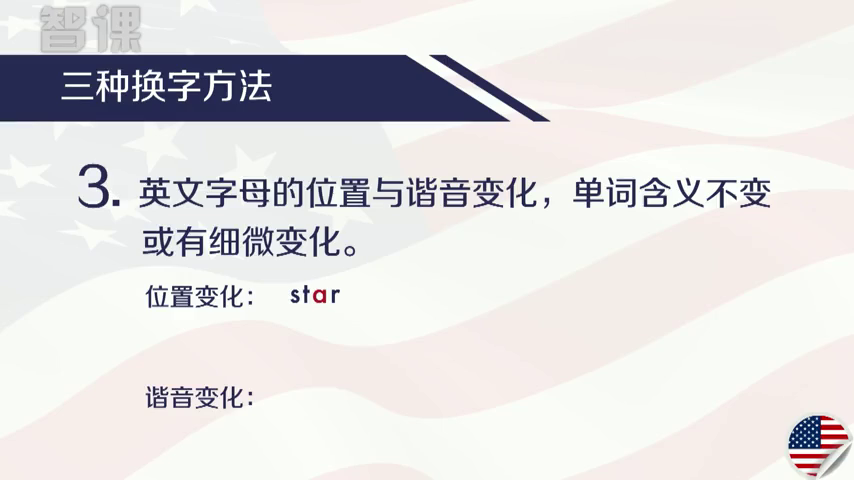 智课
三种换字方法
3. 英文字母的位置与谐音变化，单词含义不变
或有细微变化。
位置变化： star
谐音变化：